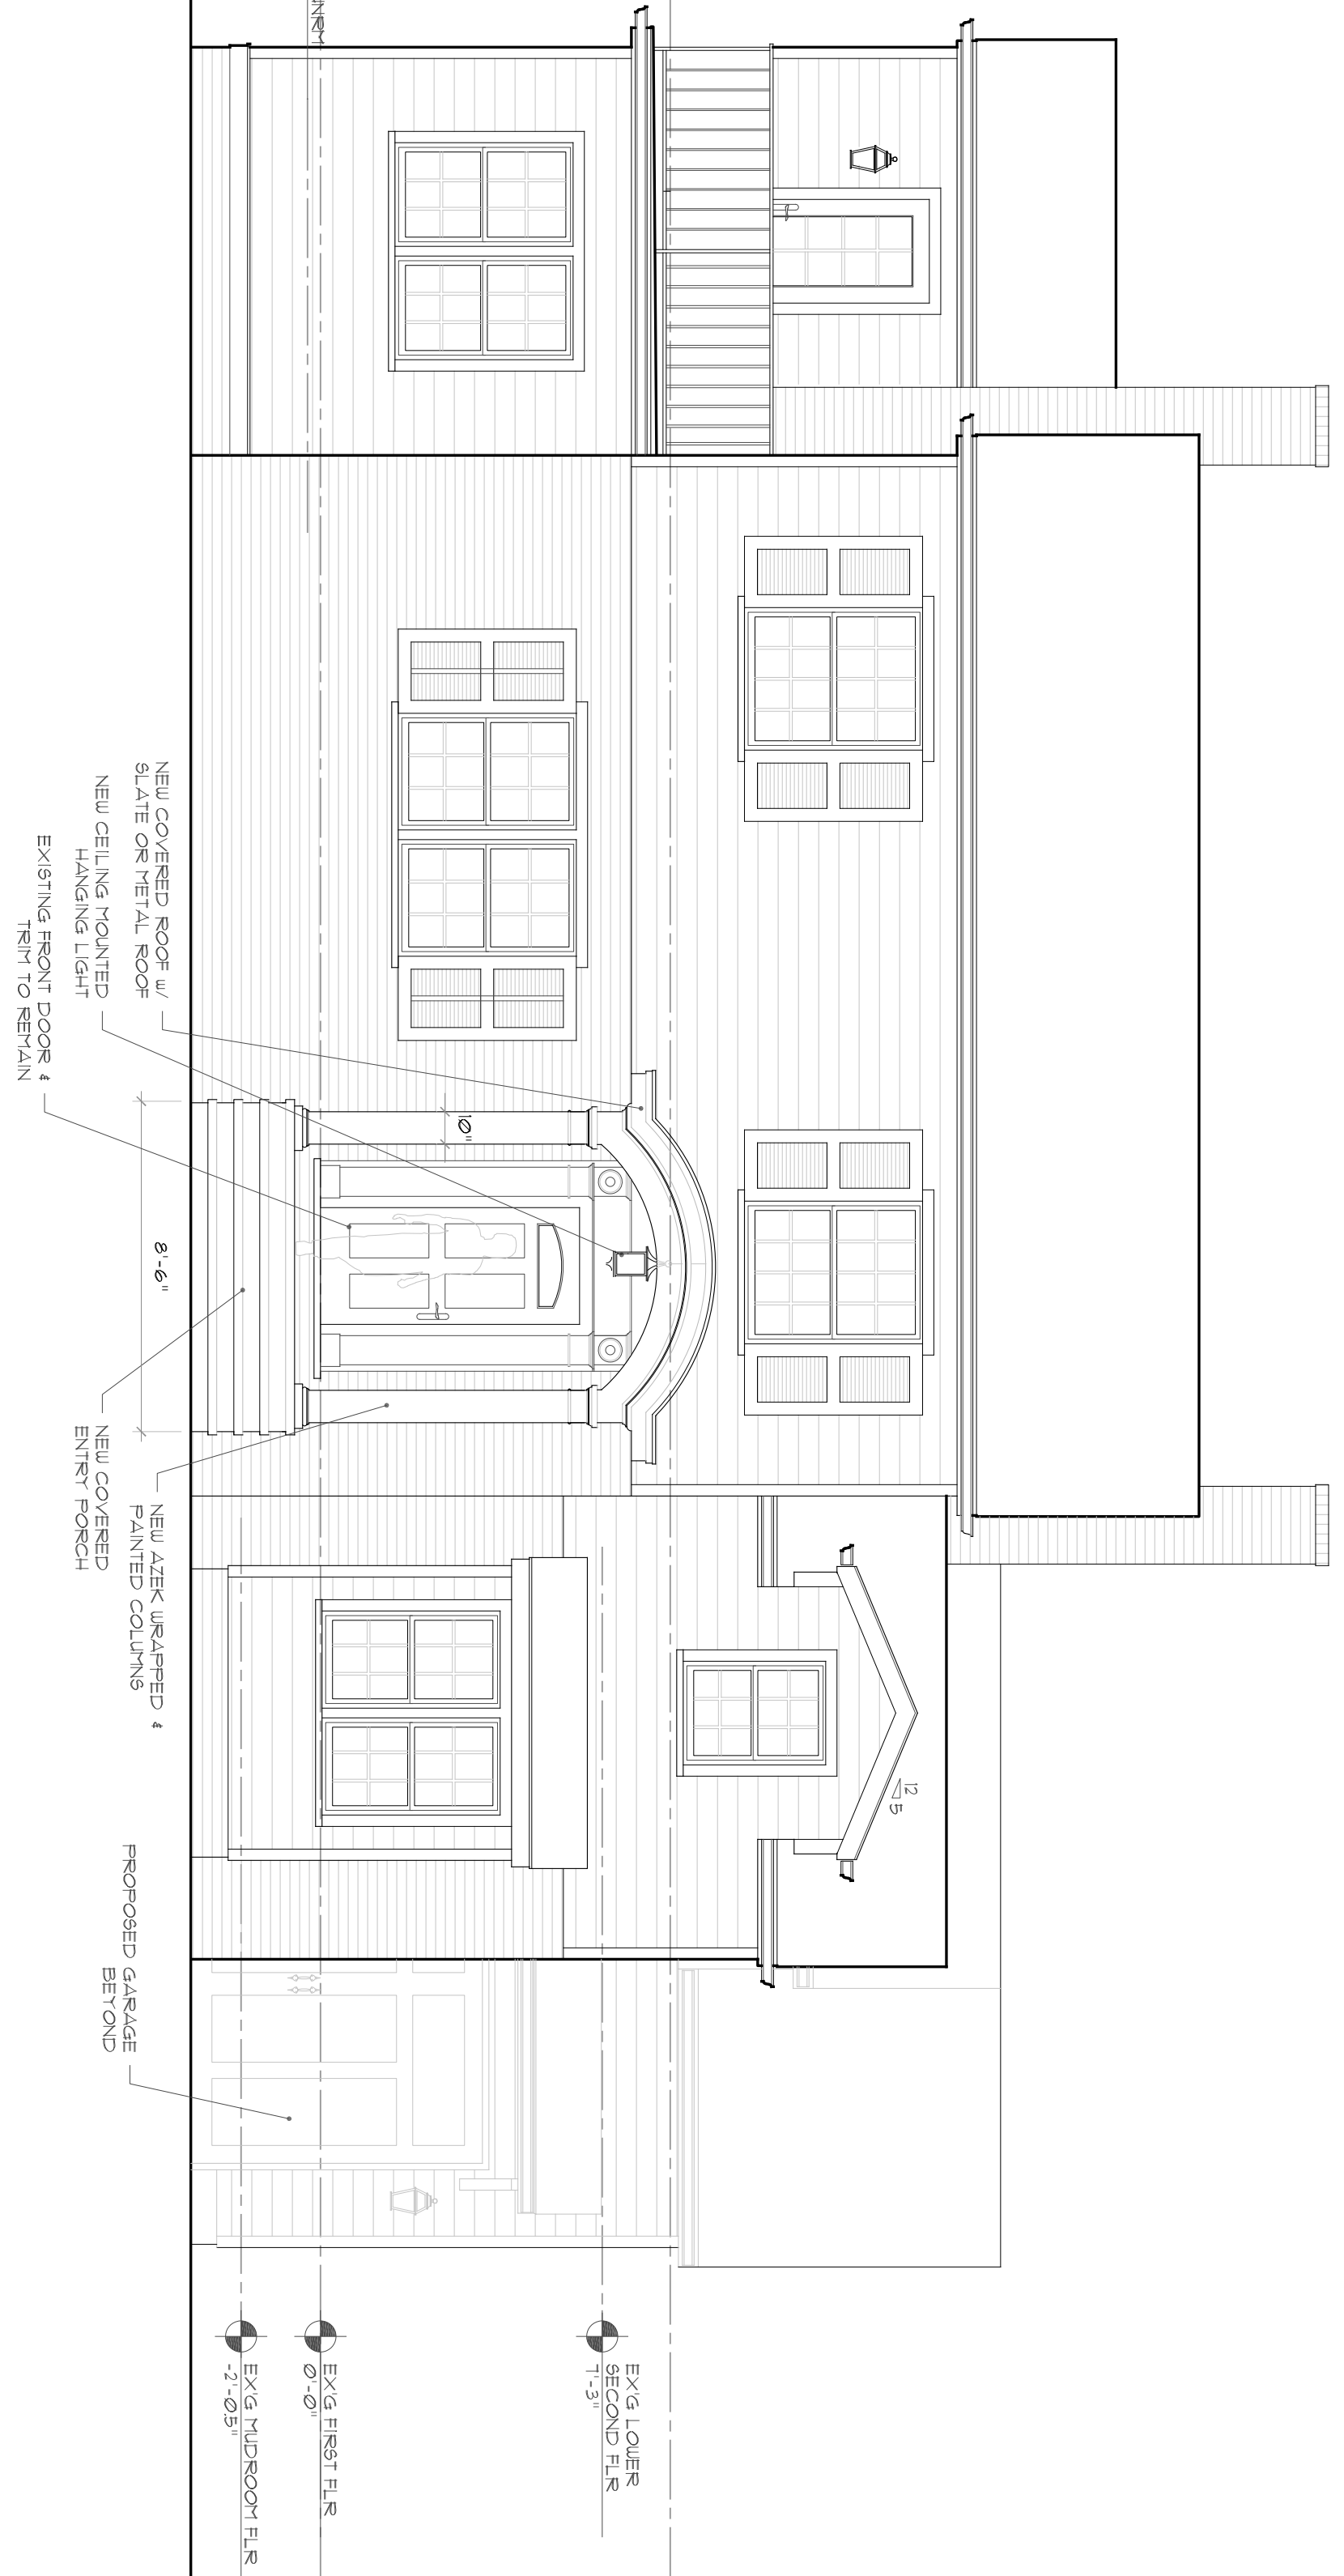 12
5
10"
8'-6"
NEW COVERED ROOF w/
SLATE OR METAL ROOF
NEW CEILING MOUNTED
HANGING LIGHT
EXISTING FRONT DOOR &
TRIM TO REMAIN
NEW AZEK WRAPPED &
PAINTED COLUMNS
NEW COVERED
ENTRY PORCH
PROPOSED GARAGE
BEYOND
EX'G LOWER
SECOND FLR
7'-3"
EX'G FIRST FLR
0'-0"
EX'G MUDROOM FLR
-2'-0.5"